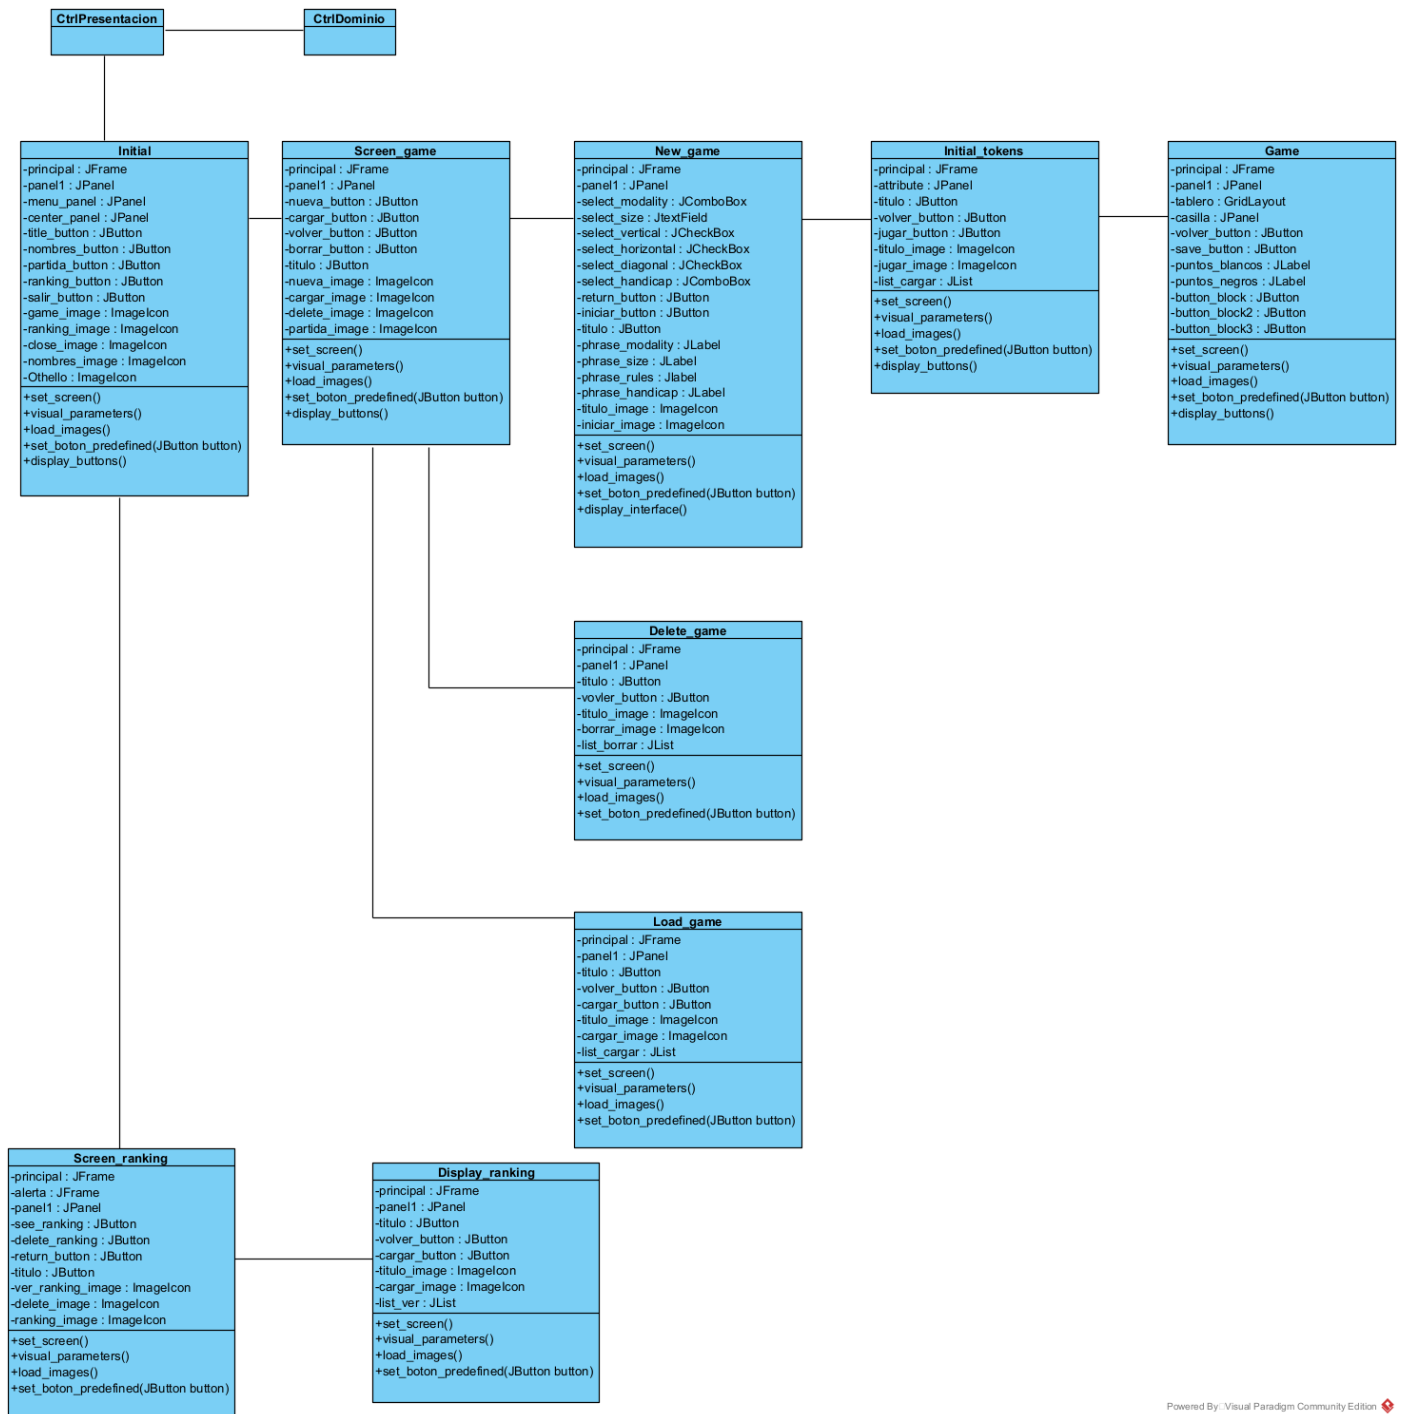 CtrlPresentacion
CtrlDominio
Initial
-principal : JFrame
-panel1 : JPanel
-menu_panel : JPanel
-center_panel : JPanel
-title_button : JButton
-nombres_button : JButton
-partida_button : JButton
-ranking_button : JButton
-salir_button : JButton
-game_image : ImageIcon
-ranking_image : ImageIcon
-close_image : ImageIcon
-nombres_image : ImageIcon
-Othello : ImageIcon
+set_screen()
+visual_parameters()
+load_images()
+set_boton_predefined(JButton button)
+display_buttons()
Screen_game
-principal : JFrame
-panel1 : JPanel
-nueva_button : JButton
-cargar_button : JButton
-volver_button : JButton
-borrar_button : JButton
-titulo : JButton
-nueva_image : ImageIcon
-cargar_image : ImageIcon
-delete_image : ImageIcon
-partida_image : ImageIcon
+set_screen()
+visual_parameters()
+load_images()
+set_boton_predefined(JButton button)
+display_buttons()
New_game
-principal : JFrame
-panel1 : JPanel
-select_modality : JComboBox
-select_size : JtextField
-select_vertical : JCheckBox
-select_horizontal : JCheckBox
-select_diagonal : JCheckBox
-select_handicap : JComboBox
-return_button : JButton
-iniciar_button : JButton
-titulo : JButton
-phrase_modality : JLabel
-phrase_size : JLabel
-phrase_rules : Jlabel
-phrase_handicap : JLabel
-titulo_image : ImageIcon
-iniciar_image : ImageIcon
+set_screen()
+visual_parameters()
+load_images()
+set_boton_predefined(JButton button)
+display_interface()
Initial_tokens
-principal : JFrame
-attribute : JPanel
-titulo : JButton
-volver_button : JButton
-jugar_button : JButton
-titulo_image : ImageIcon
-jugar_image : ImageIcon
-list_cargar : JList
+set_screen()
+visual_parameters()
+load_images()
+set_boton_predefined(JButton button)
+display_buttons()
Game
-principal : JFrame
-panel1 : JPanel
-tablero : GridLayout
-casilla : JPanel
-volver_button : JButton
-save_button : JButton
-puntos_blancos : JLabel
-puntos_negros : JLabel
-button_block : JButton
-button_block2 : JButton
-button_block3 : JButton
+set_screen()
+visual_parameters()
+load_images()
+set_boton_predefined(JButton button)
+display_buttons()
Delete_game
-principal : JFrame
-panel1 : JPanel
-titulo : JButton
-vovler_button : JButton
-titulo_image : ImageIcon
-borrar_image : ImageIcon
-list_borrar : JList
+set_screen()
+visual_parameters()
+load_images()
+set_boton_predefined(JButton button)
Load_game
-principal : JFrame
-panel1 : JPanel
-titulo : JButton
-volver_button : JButton
-cargar_button : JButton
-titulo_image : ImageIcon
-cargar_image : ImageIcon
-list_cargar : JList
+set_screen()
+visual_parameters()
+load_images()
+set_boton_predefined(JButton button)
Screen_ranking
-principal : JFrame
-alerta : JFrame
-panel1 : JPanel
-see_ranking : JButton
-delete_ranking : JButton
-return_button : JButton
-titulo : JButton
-ver_ranking_image : ImageIcon
-delete_image : ImageIcon
-ranking_image : ImageIcon
+set_screen()
+visual_parameters()
+load_images()
+set_boton_predefined(JButton button)
Display_ranking
-principal : JFrame
-panel1 : JPanel
-titulo : JButton
-volver_button : JButton
-cargar_button : JButton
-titulo_image : ImageIcon
-cargar_image : ImageIcon
-list_ver : JList
+set_screen()
+visual_parameters()
+load_images()
+set_boton_predefined(JButton button)
Powered By Visual Paradigm Community Edition